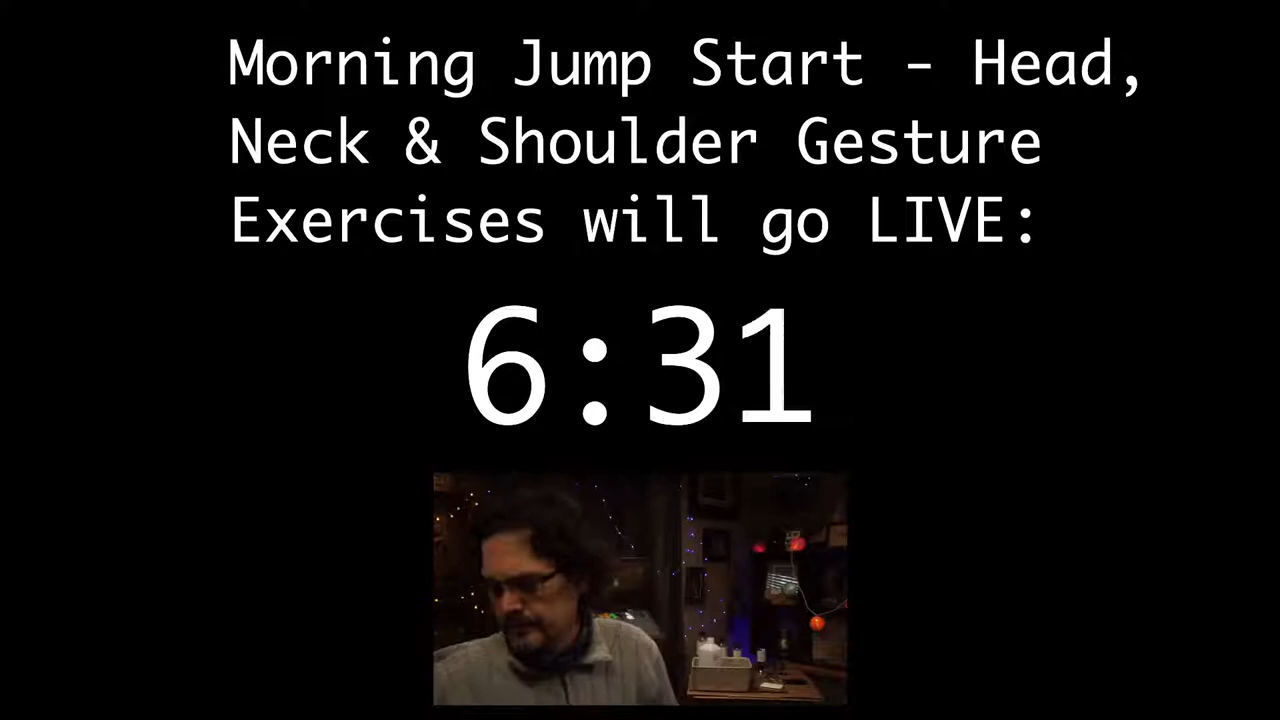 Morning Jump Start - Head,
Neck & Shoulder Gesture
Exercises will go LIVE:
6:31